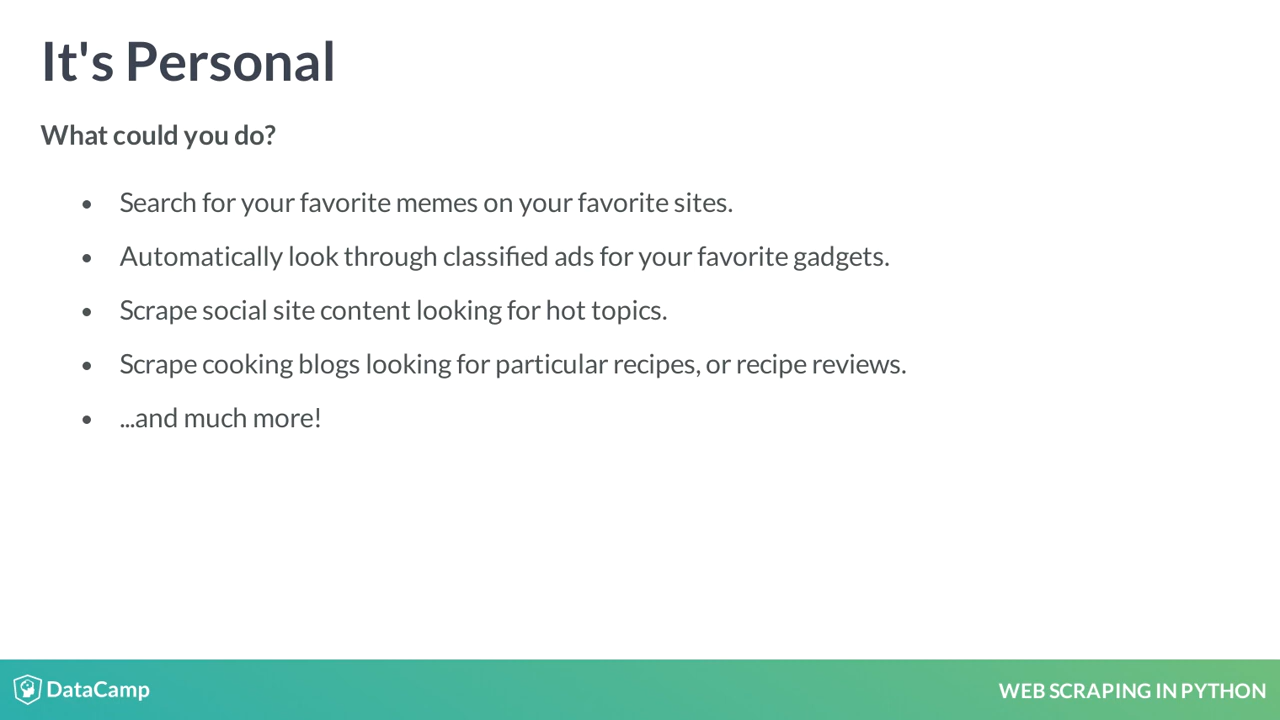 It's Personal
What could you do?
• Search for your favorite memes on your favorite sites.
• Automatically look through classified ads for your favorite gadgets.
• Scrape social site content looking for hot topics.
• Scrape cooking blogs looking for particular recipes, or recipe reviews.
• ...and much more!
DataCamp
WEB SCRAPING IN PYTHON